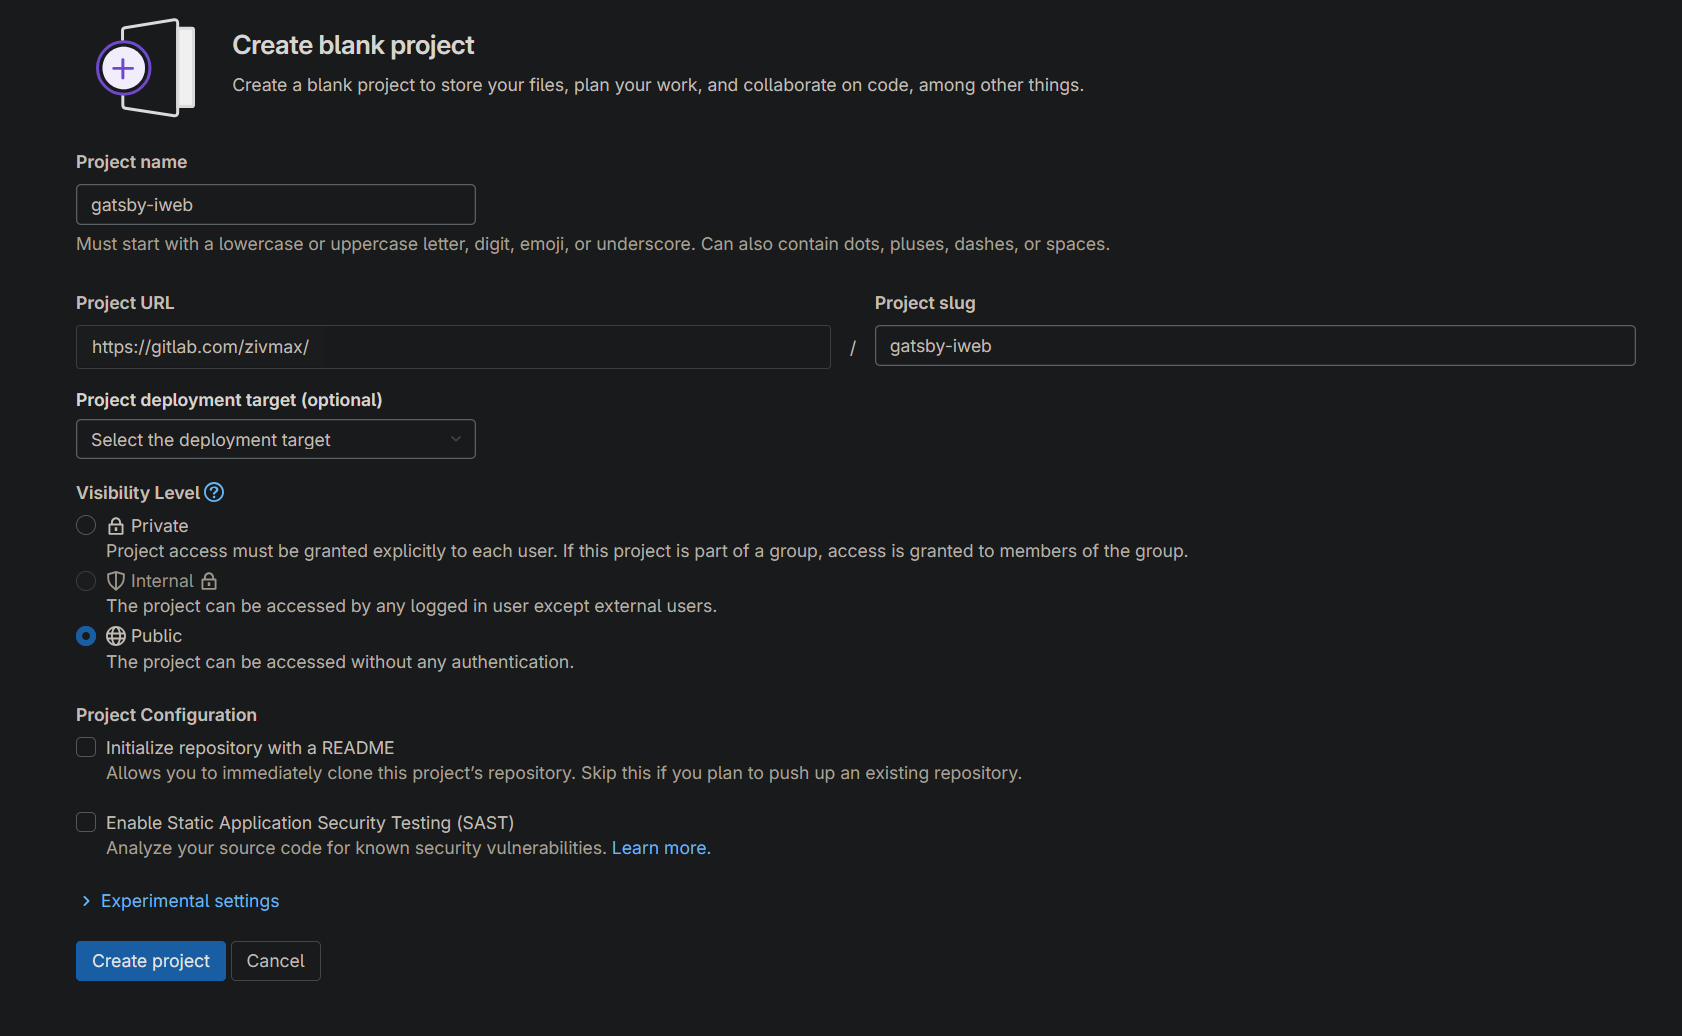 Create blank project
Create a blank project to store your files, plan your work, and collaborate on code, among other things.
Project name
gatsby-iweb
Must start with a lowercase or uppercase letter, digit, emoji, or underscore. Can also contain dots, pluses, dashes, or spaces.
Project URL
https://gitlab.com/zivmax/
/
Project slug
gatsby-iweb
Project deployment target (optional)
Select the deployment target
Visibility Level
Private
Project access must be granted explicitly to each user. If this project is part of a group, access is granted to members of the group.
Internal
The project can be accessed by any logged in user except external users.
Public
The project can be accessed without any authentication.
Project Configuration
Initialize repository with a README
Allows you to immediately clone this project’s repository. Skip this if you plan to push up an existing repository.
Enable Static Application Security Testing (SAST)
Analyze your source code for known security vulnerabilities. Learn more.
Experimental settings
Create project
Cancel